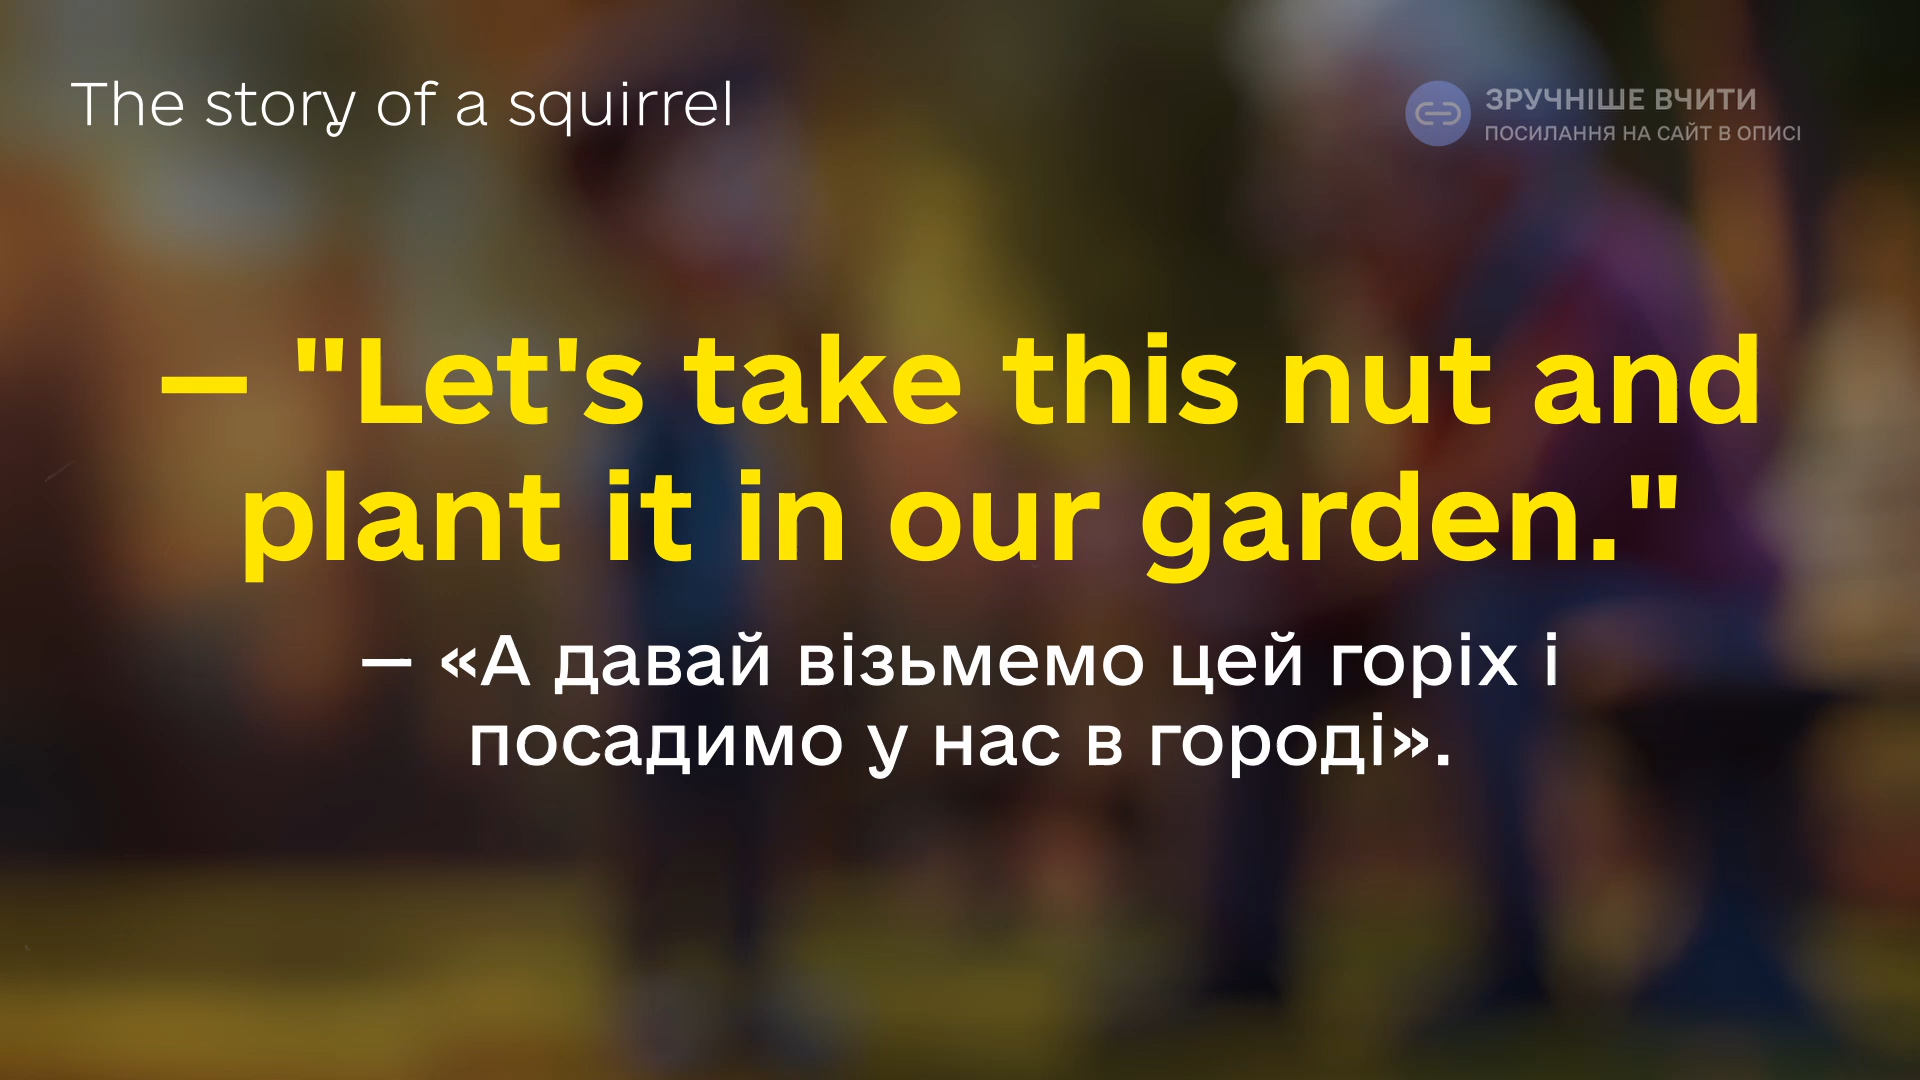 The story of a squirrel
ЗРУЧНІШЕ ВЧИТИ
ПОСИЛАННЯ НА САЙТ В ОПИСІ
— "Let's take this nut and
plant it in our garden."
— «А давай візьмемо цей горіх і
посадимо у нас в городі».